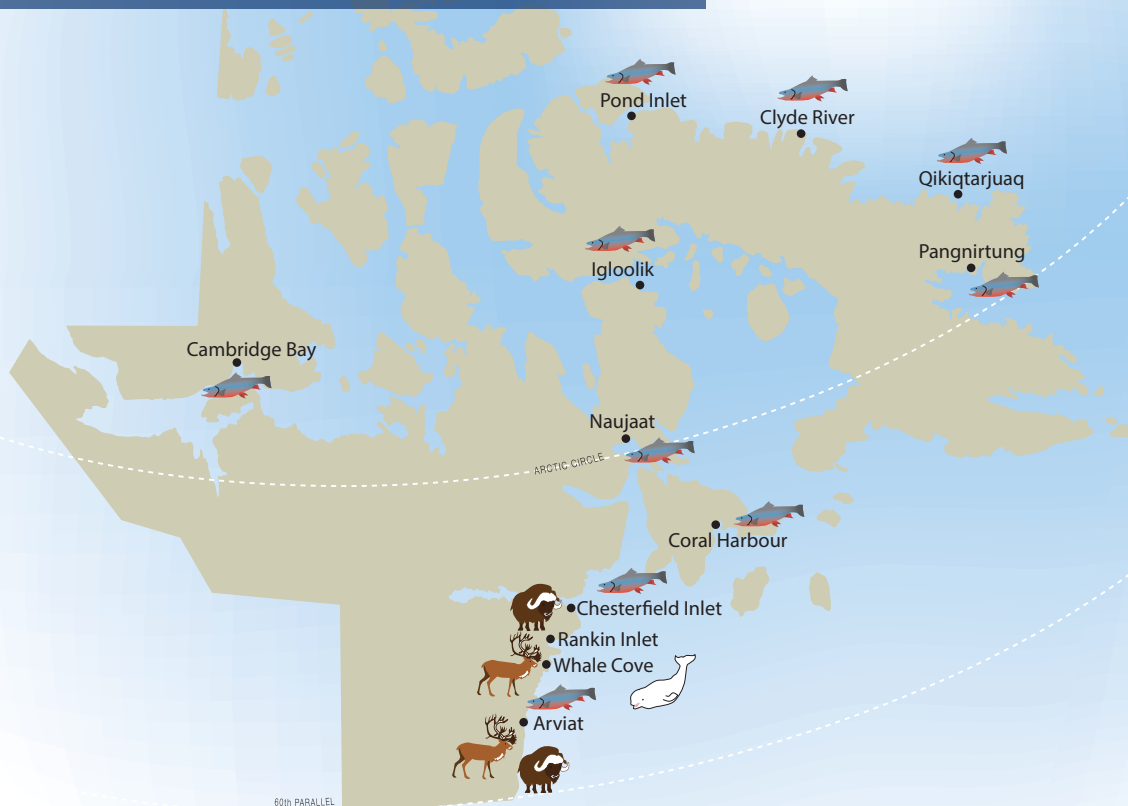 Pond Inlet
Clyde River
Qikiqtarjuaq
Pangnirtung
Igloolik
Cambridge Bay
Naujaat
ARCTIC CIRCLE
Coral Harbour
Chesterfield Inlet
Rankin Inlet
Whale Cove
Arviat
60th PARALLEL